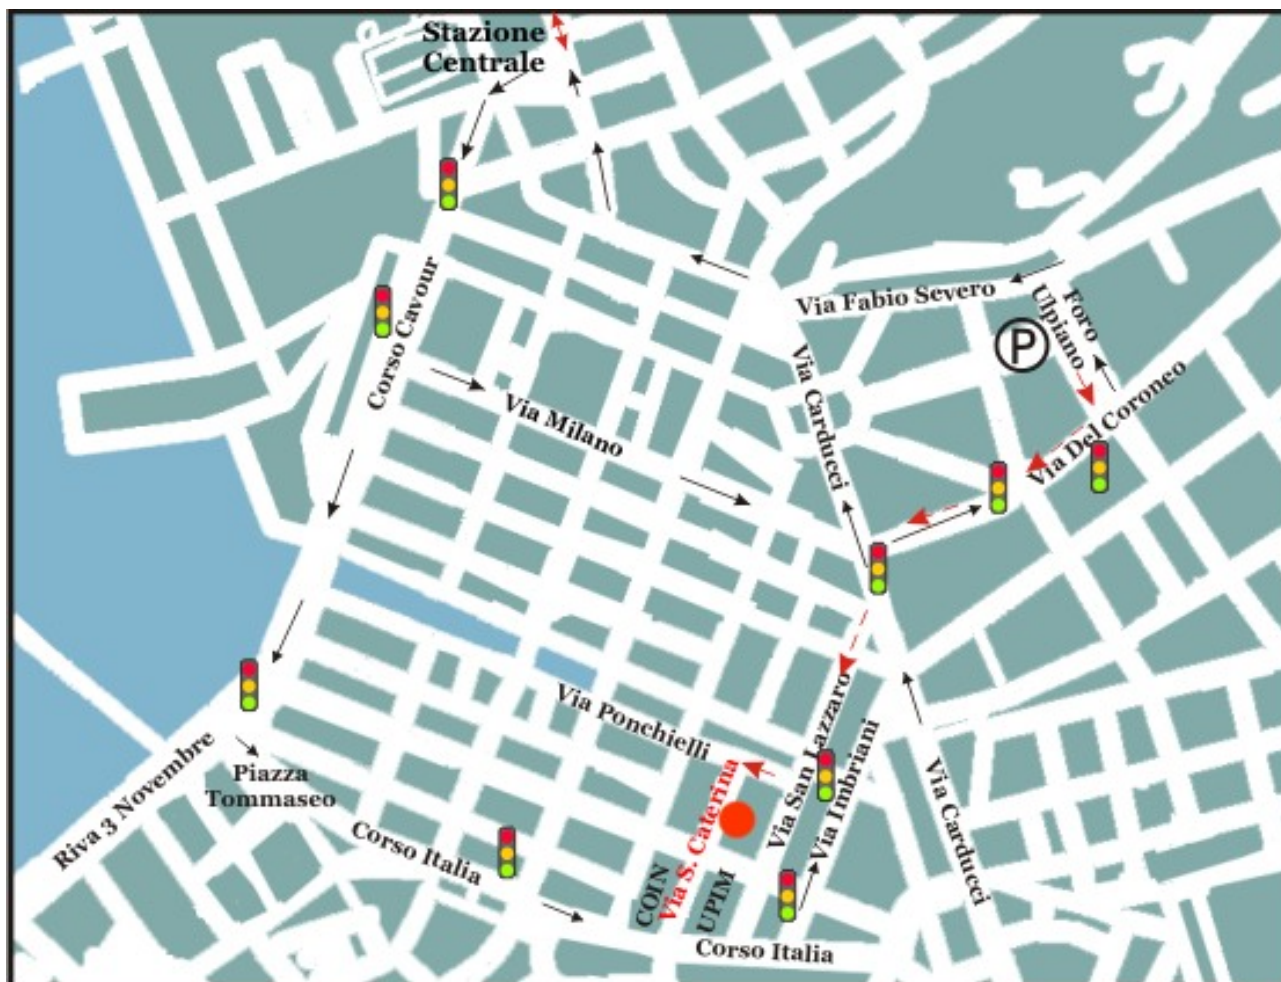 Stazione
Centrale
Corso Cavour
Via Fabio Severo
Foro
Ulpiano
P
Via Milano
Via Carducci
Via Del Coroneo
Via Ponchielli
Via San Lazzaro
Via Imbriani
Via Carducci
Riva 3 Novembre
Piazza
Tommaseo
Corso Italia
Via S. Caterina
COIN
UPIM
Corso Italia